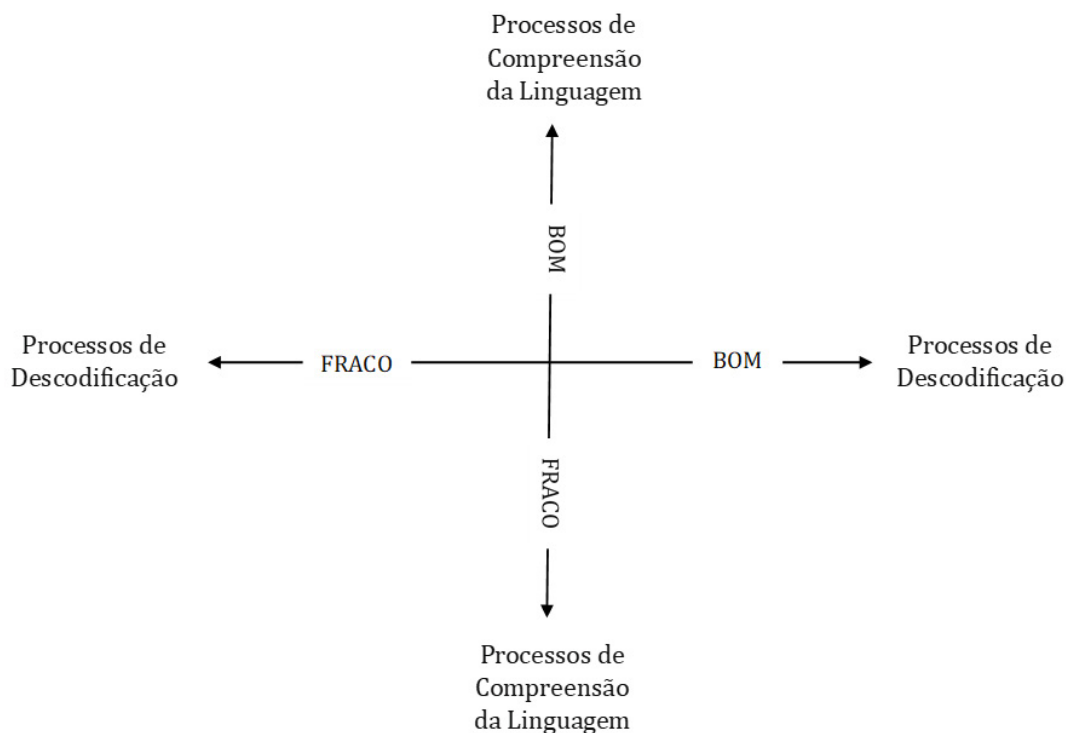 Processos de
Compreensão
da Linguagem
BOM
Processos de
Descodificação
FRACO
BOM
Processos de
Descodificação
FRACO
Processos de
Compreensão
da Linguagem